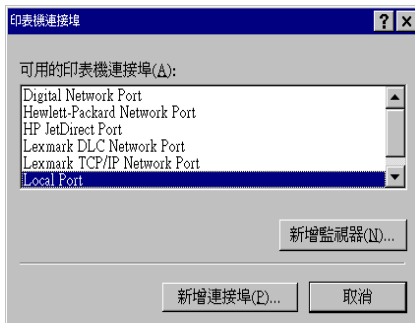 印表機連接埠
可用的印表機連接埠(A):
Digital Network Port
Hewlett-Packard Network Port
HP JetDirect Port
Lexmark DLC Network Port
Lexmark TCP/IP Network Port
Local Port
新增監視器(N)...
新增連接埠(P)...
取消